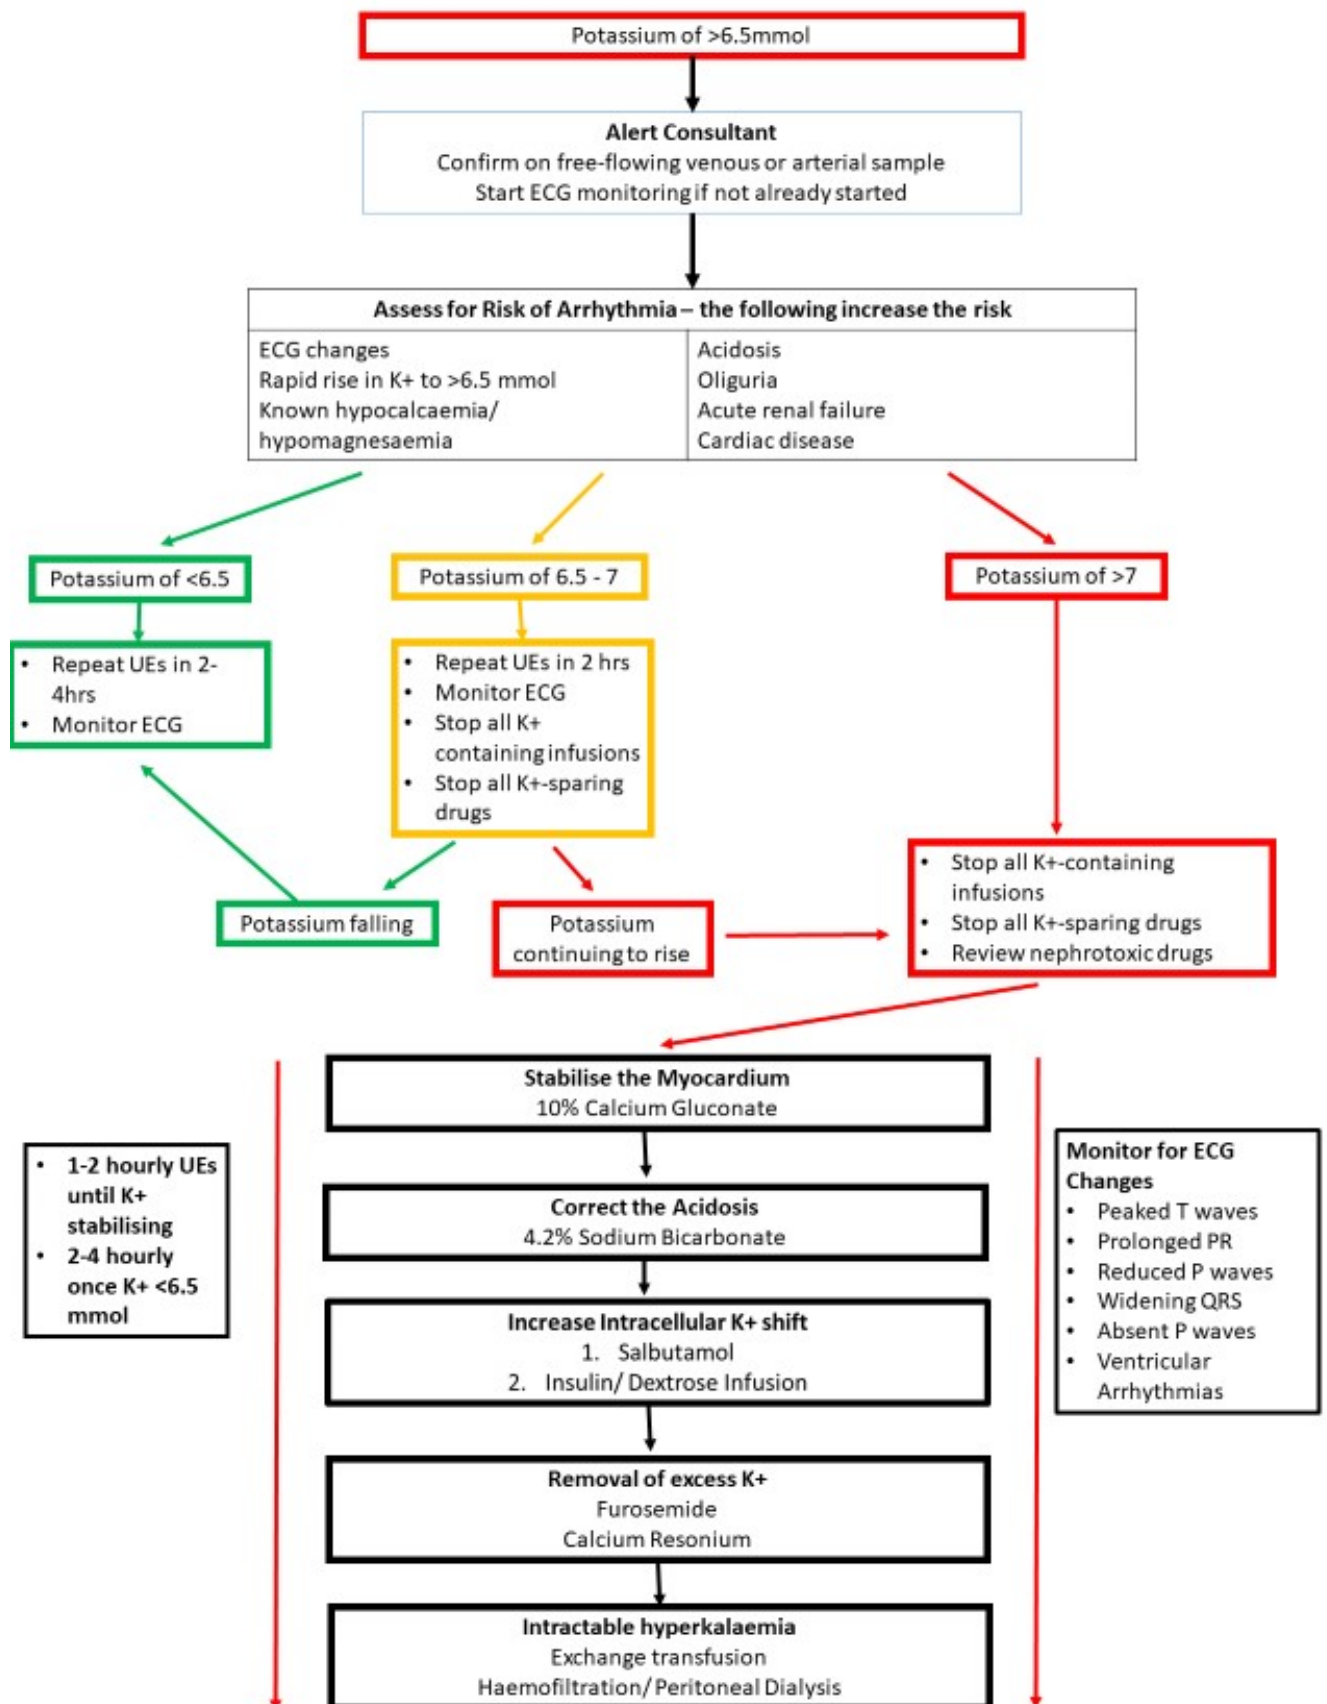 Potassium of >6.5mmol
Alert Consultant
Confirm on free-flowing venous or arterial sample
Start ECG monitoring if not already started
Assess for Risk of Arrhythmia – the following increase the risk
ECG changes
Rapid rise in K+ to >6.5 mmol
Known hypocalcaemia/
hypomagnesaemia
Acidosis
Oliguria
Acute renal failure
Cardiac disease
Potassium of <6.5
Potassium of 6.5 - 7
Potassium of >7
• Repeat UEs in 2-
4hrs
• Monitor ECG
• Repeat UEs in 2 hrs
• Monitor ECG
• Stop all K+
containing infusions
• Stop all K+-sparing
drugs
• Stop all K+-containing
infusions
• Stop all K+-sparing drugs
• Review nephrotoxic drugs
Potassium falling
Potassium
continuing to rise
Stabilise the Myocardium
10% Calcium Gluconate
• 1-2 hourly UEs
until K+
stabilising
• 2-4 hourly
once K+ <6.5
mmol
Correct the Acidosis
4.2% Sodium Bicarbonate
Increase Intracellular K+ shift
1. Salbutamol
2. Insulin/ Dextrose Infusion
Monitor for ECG
Changes
• Peaked T waves
• Prolonged PR
• Reduced P waves
• Widening QRS
• Absent P waves
• Ventricular
Arrhythmias
Removal of excess K+
Furosemide
Calcium Resonium
Intractable hyperkalaemia
Exchange transfusion
Haemofiltration/ Peritoneal Dialysis